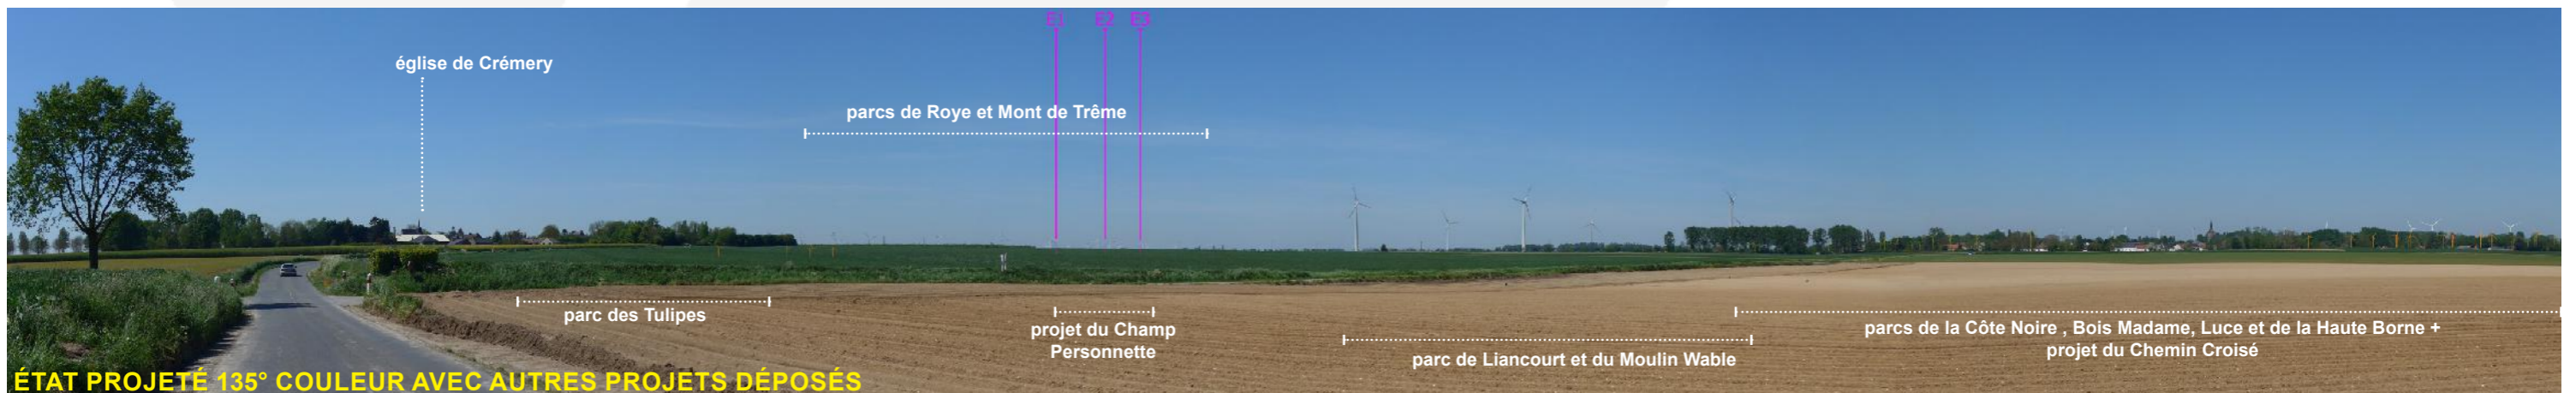 E1 E2 E3
église de Crémery
parcs de Roye et Mont de Trême
parc des Tulipes
projet du Champ
Personnette
parc de Liancourt et du Moulin Wable
parcs de la Côte Noire , Bois Madame, Luce et de la Haute Borne +
projet du Chemin Croisé
ÉTAT PROJETÉ 135° COULEUR AVEC AUTRES PROJETS DÉPOSÉS